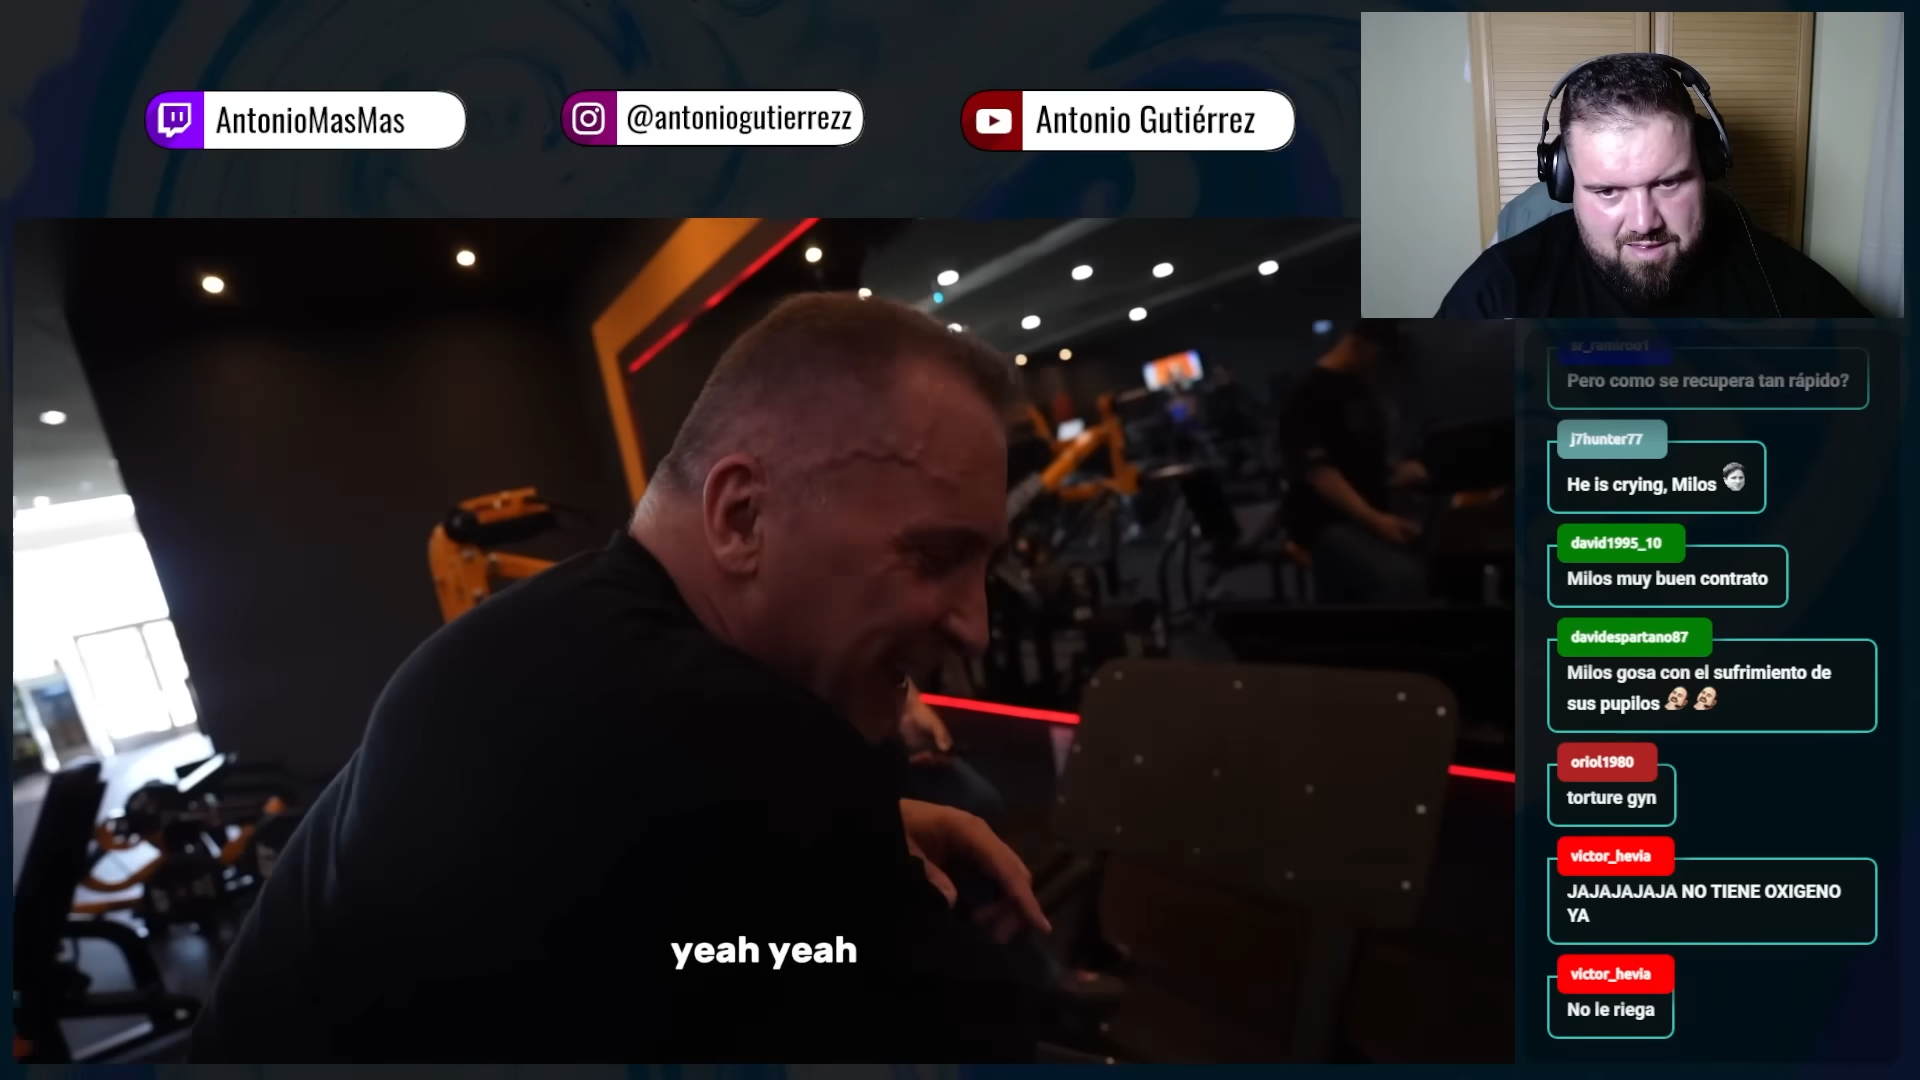 AntonioMasMas
@antoniogutierrezz
Antonio Gutiérrez
sr_ramiroo1
Pero como se recupera tan rápido?
j7hunter77
He is crying, Milos
david1995_10
Milos muy buen contrato
davidespartano87
Milos gosa con el sufrimiento de
sus pupilos
oriol1980
torture gyn
victor_hevia
JAJAJAJAJA NO TIENE OXIGENO
YA
victor_hevia
No le riega
yeah yeah